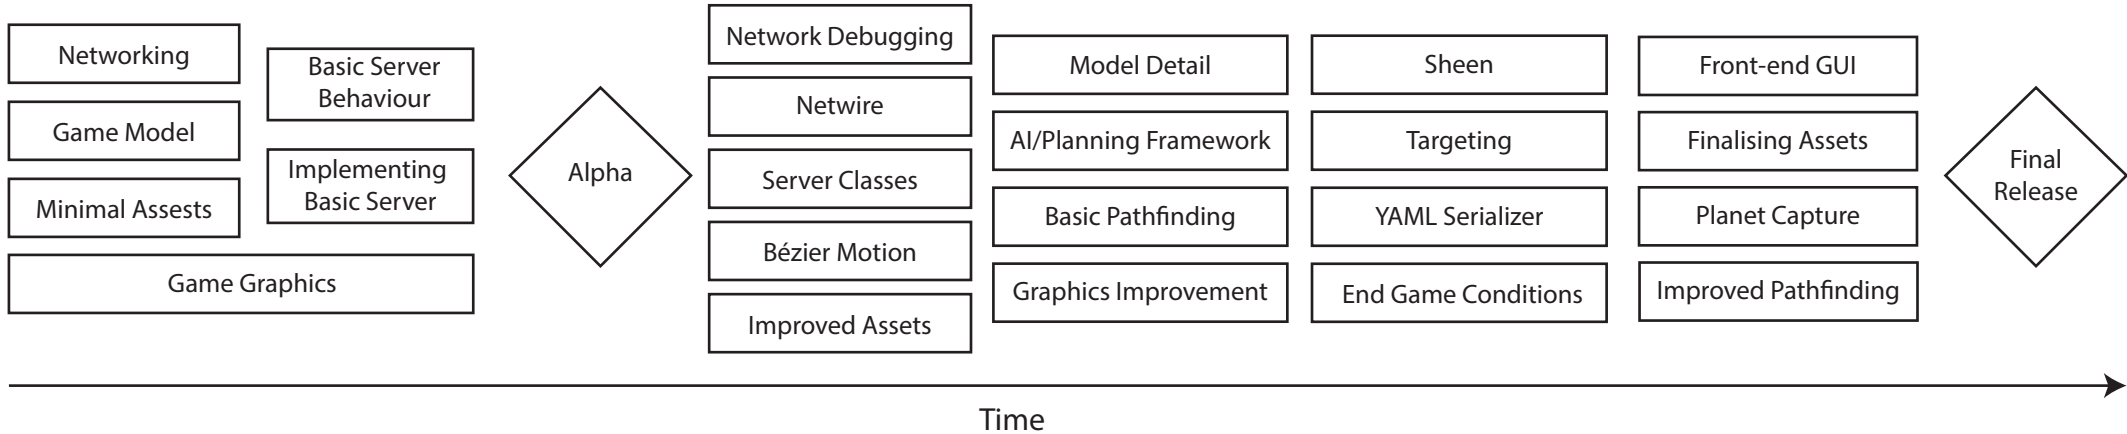 Networking
Game Model
Minimal Assests
Basic Server
Behaviour
Implementing
Basic Server
Game Graphics
Alpha
Network Debugging
Netwire
Server Classes
Bézier Motion
Improved Assets
Model Detail
AI/Planning Framework
Basic Pathfinding
Graphics Improvement
Sheen
Targeting
YAML Serializer
End Game Conditions
Front-end GUI
Finalising Assets
Planet Capture
Improved Pathfinding
Final
Release
Time